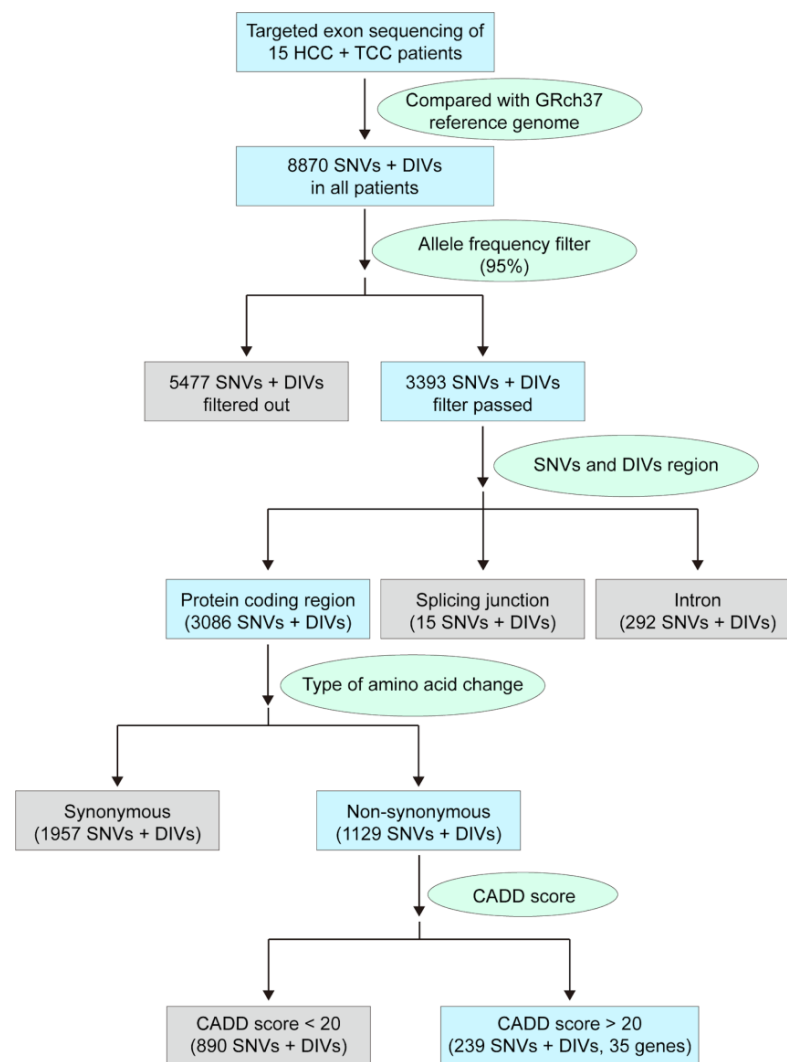 Targeted exon sequencing of
15 HCC + TCC patients
Compared with GRch37
reference genome
8870 SNVs + DIVs
in all patients
Allele frequency filter
(95%)
5477 SNVs + DIVs
filtered out
3393 SNVs + DIVs
filter passed
SNVs and DIVs region
Protein coding region
(3086 SNVs + DIVs)
Splicing junction
(15 SNVs + DIVs)
Intron
(292 SNVs + DIVs)
Type of amino acid change
Synonymous
(1957 SNVs + DIVs)
Non-synonymous
(1129 SNVs + DIVs)
CADD score
CADD score < 20
(890 SNVs + DIVs)
CADD score > 20
(239 SNVs + DIVs, 35 genes)